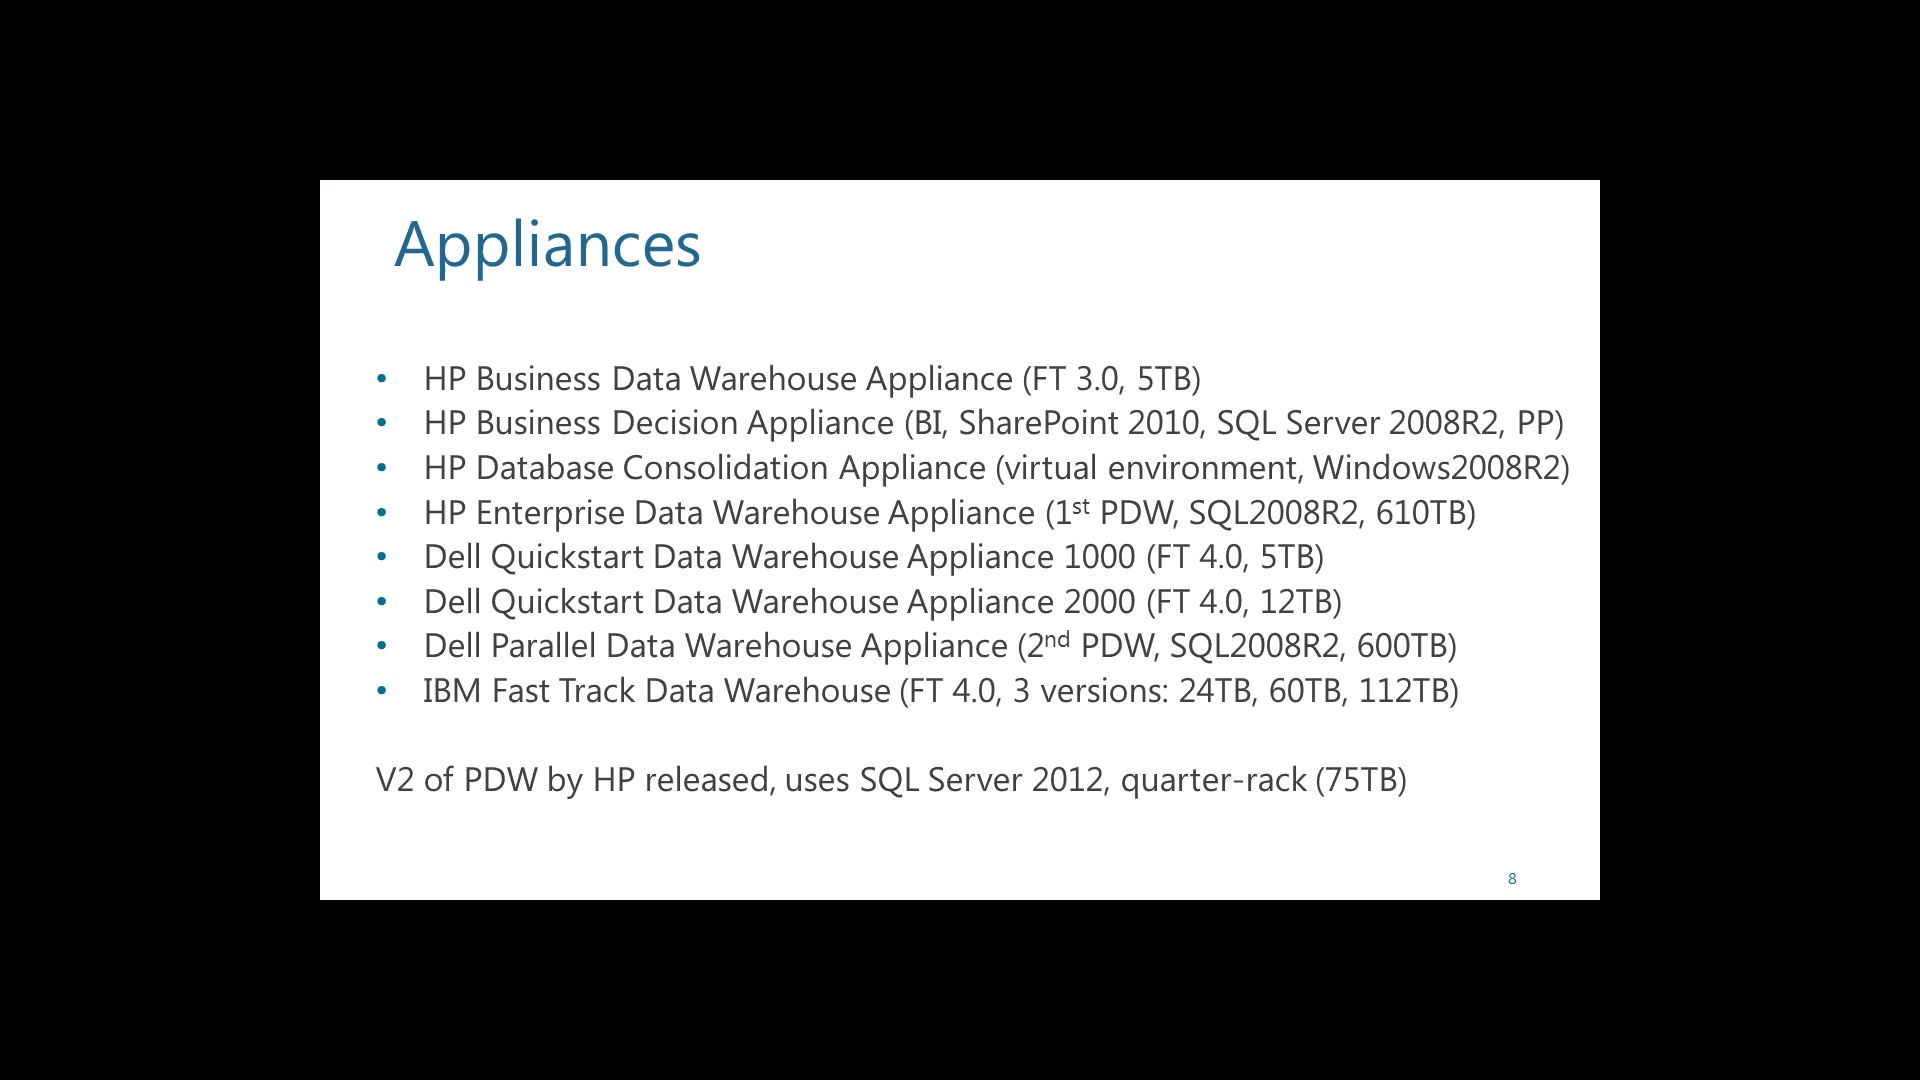 Appliances
• HP Business Data Warehouse Appliance (FT 3.0, 5TB)
• HP Business Decision Appliance (BI, SharePoint 2010, SQL Server 2008R2, PP)
• HP Database Consolidation Appliance (virtual environment, Windows2008R2)
• HP Enterprise Data Warehouse Appliance (1st PDW, SQL2008R2, 610TB)
• Dell Quickstart Data Warehouse Appliance 1000 (FT 4.0, 5TB)
• Dell Quickstart Data Warehouse Appliance 2000 (FT 4.0, 12TB)
• Dell Parallel Data Warehouse Appliance (2nd PDW, SQL2008R2, 600TB)
• IBM Fast Track Data Warehouse (FT 4.0, 3 versions: 24TB, 60TB, 112TB)
V2 of PDW by HP released, uses SQL Server 2012, quarter-rack (75TB)
8